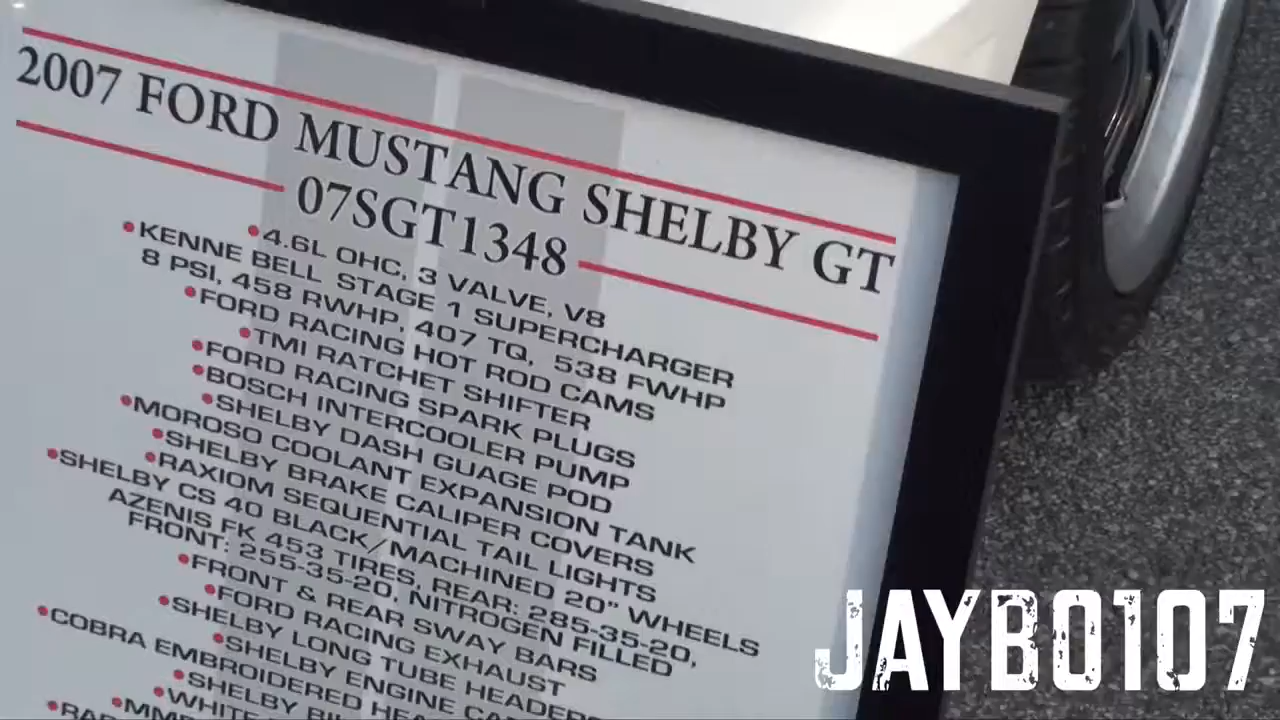 2007 FORD MUSTANG SHELBY GT
07SGT1348
•4.6L OHC, 3 VALVE, V8
•KENNE BELL STAGE 1 SUPERCHARGER
8 PSI, 458 RWHP, 407 TQ, 538 FWHP
•FORD RACING HOT ROD CAMS
•TMI RATCHET SHIFTER
•FORD RACING SPARK PLUGS
•BOSCH INTERCOOLER PUMP
•SHELBY DASH GUAGE POD
•MOROSO COOLANT EXPANSION TANK
•SHELBY BRAKE CALIPER COVERS
•RAXIOM SEQUENTIAL TAIL LIGHTS
•SHELBY CS 40 BLACK/MACHINED 20" WHEELS
AZENIS FK 453 TIRES, REAR: 285-35-20,
FRONT: 255-35-20, NITROGEN FILLED
•FRONT & REAR SWAY BARS
•FORD RACING EXHAUST
•SHELBY LONG TUBE HEADERS
•SHELBY ENGINE
•COBRA EMBROIDERED
•SHELBY
•WHITE
JAYBO107